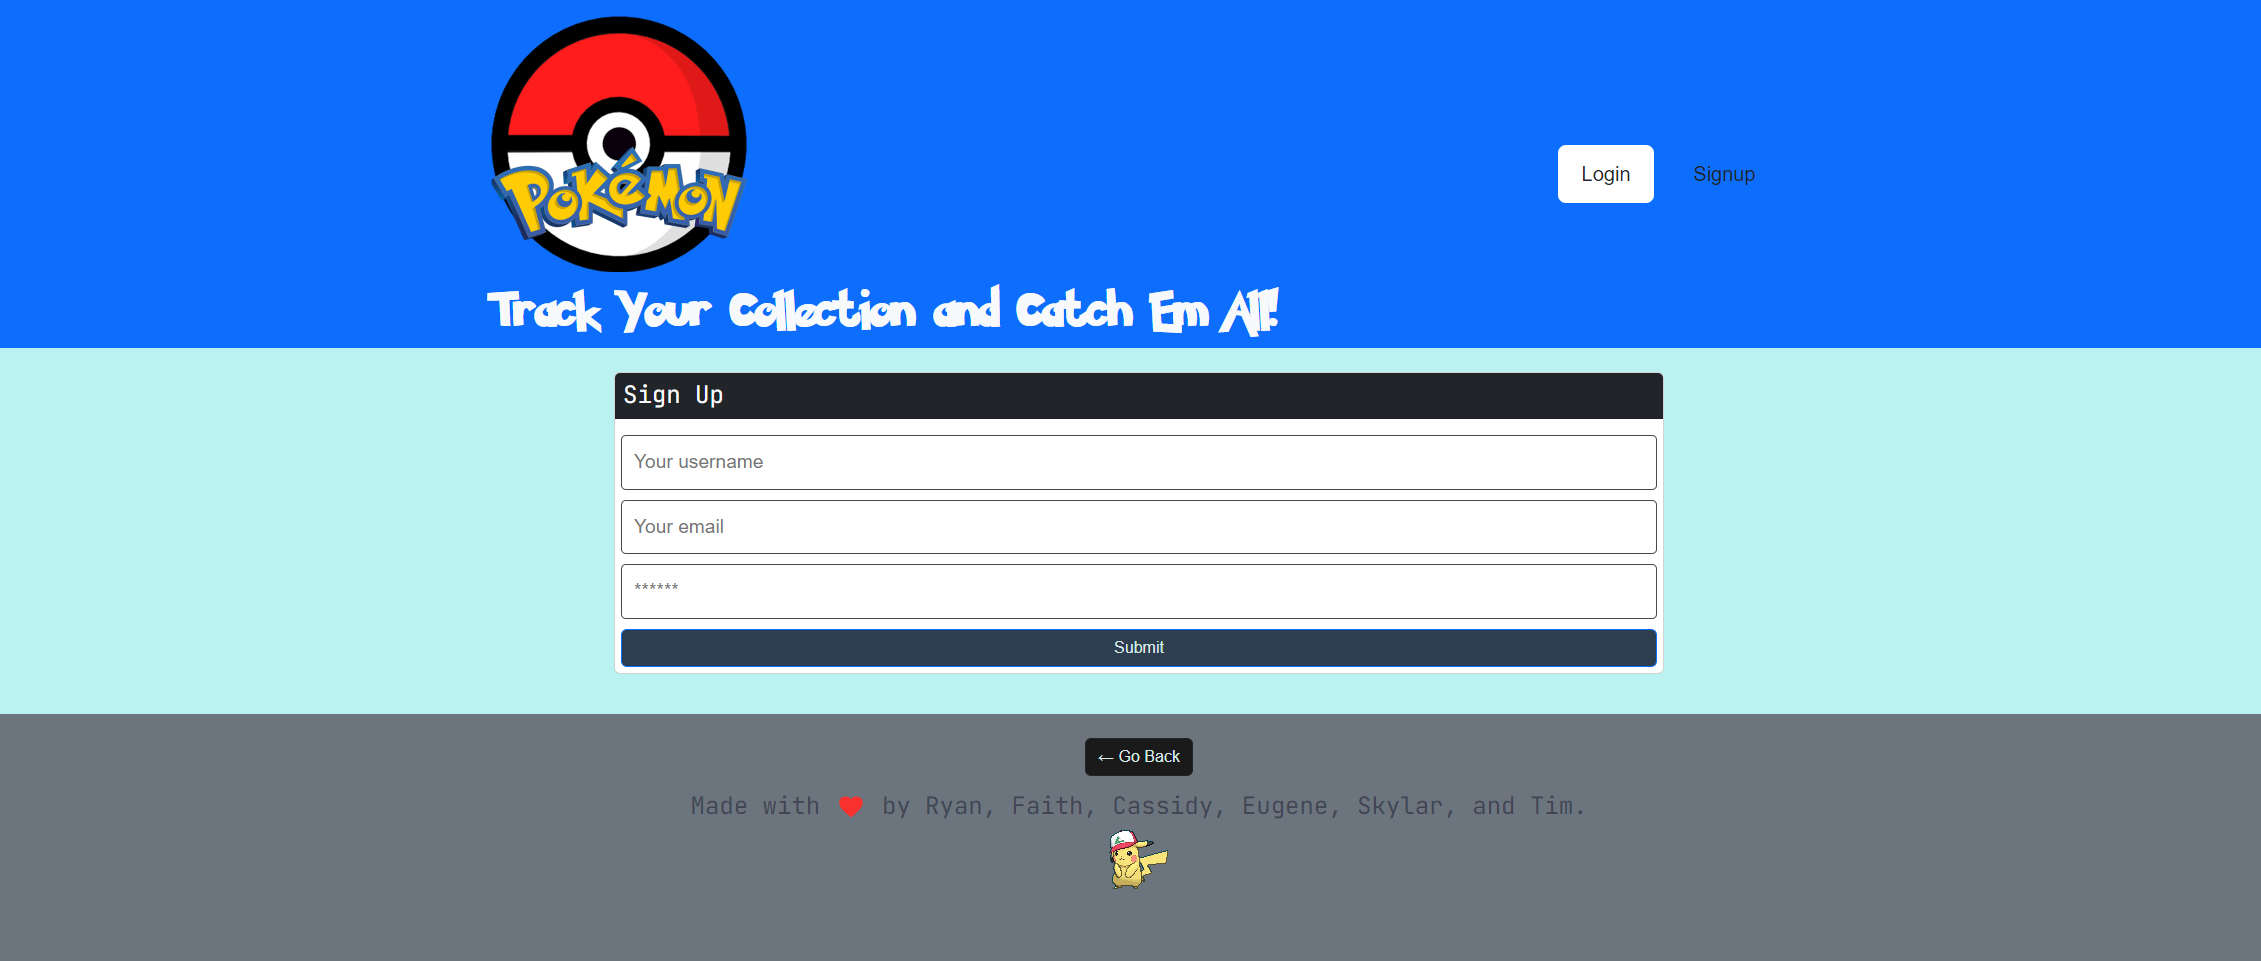 Pokémon
Login
Signup
Track Your Collection and Catch Em All!
Sign Up
Your username
Your email
******
Submit
← Go Back
Made with ❤ by Ryan, Faith, Cassidy, Eugene, Skylar, and Tim.